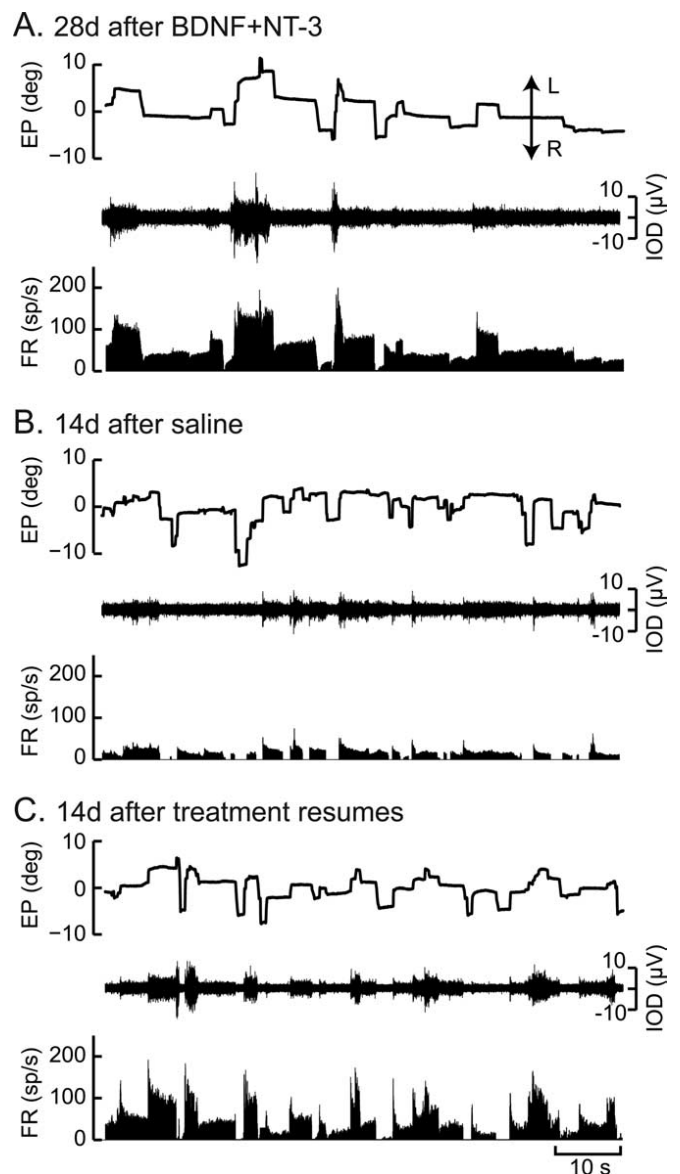 A. 28d after BDNF+NT-3
10
0
−10
EP (deg)
L
R
10
-10
IOD (μV)
200
100
0
FR (sp/s)
B. 14d after saline
10
0
−10
EP (deg)
10
-10
IOD (μV)
200
100
0
FR (sp/s)
C. 14d after treatment resumes
10
0
−10
EP (deg)
10
-10
IOD (μV)
200
100
0
FR (sp/s)
10 s